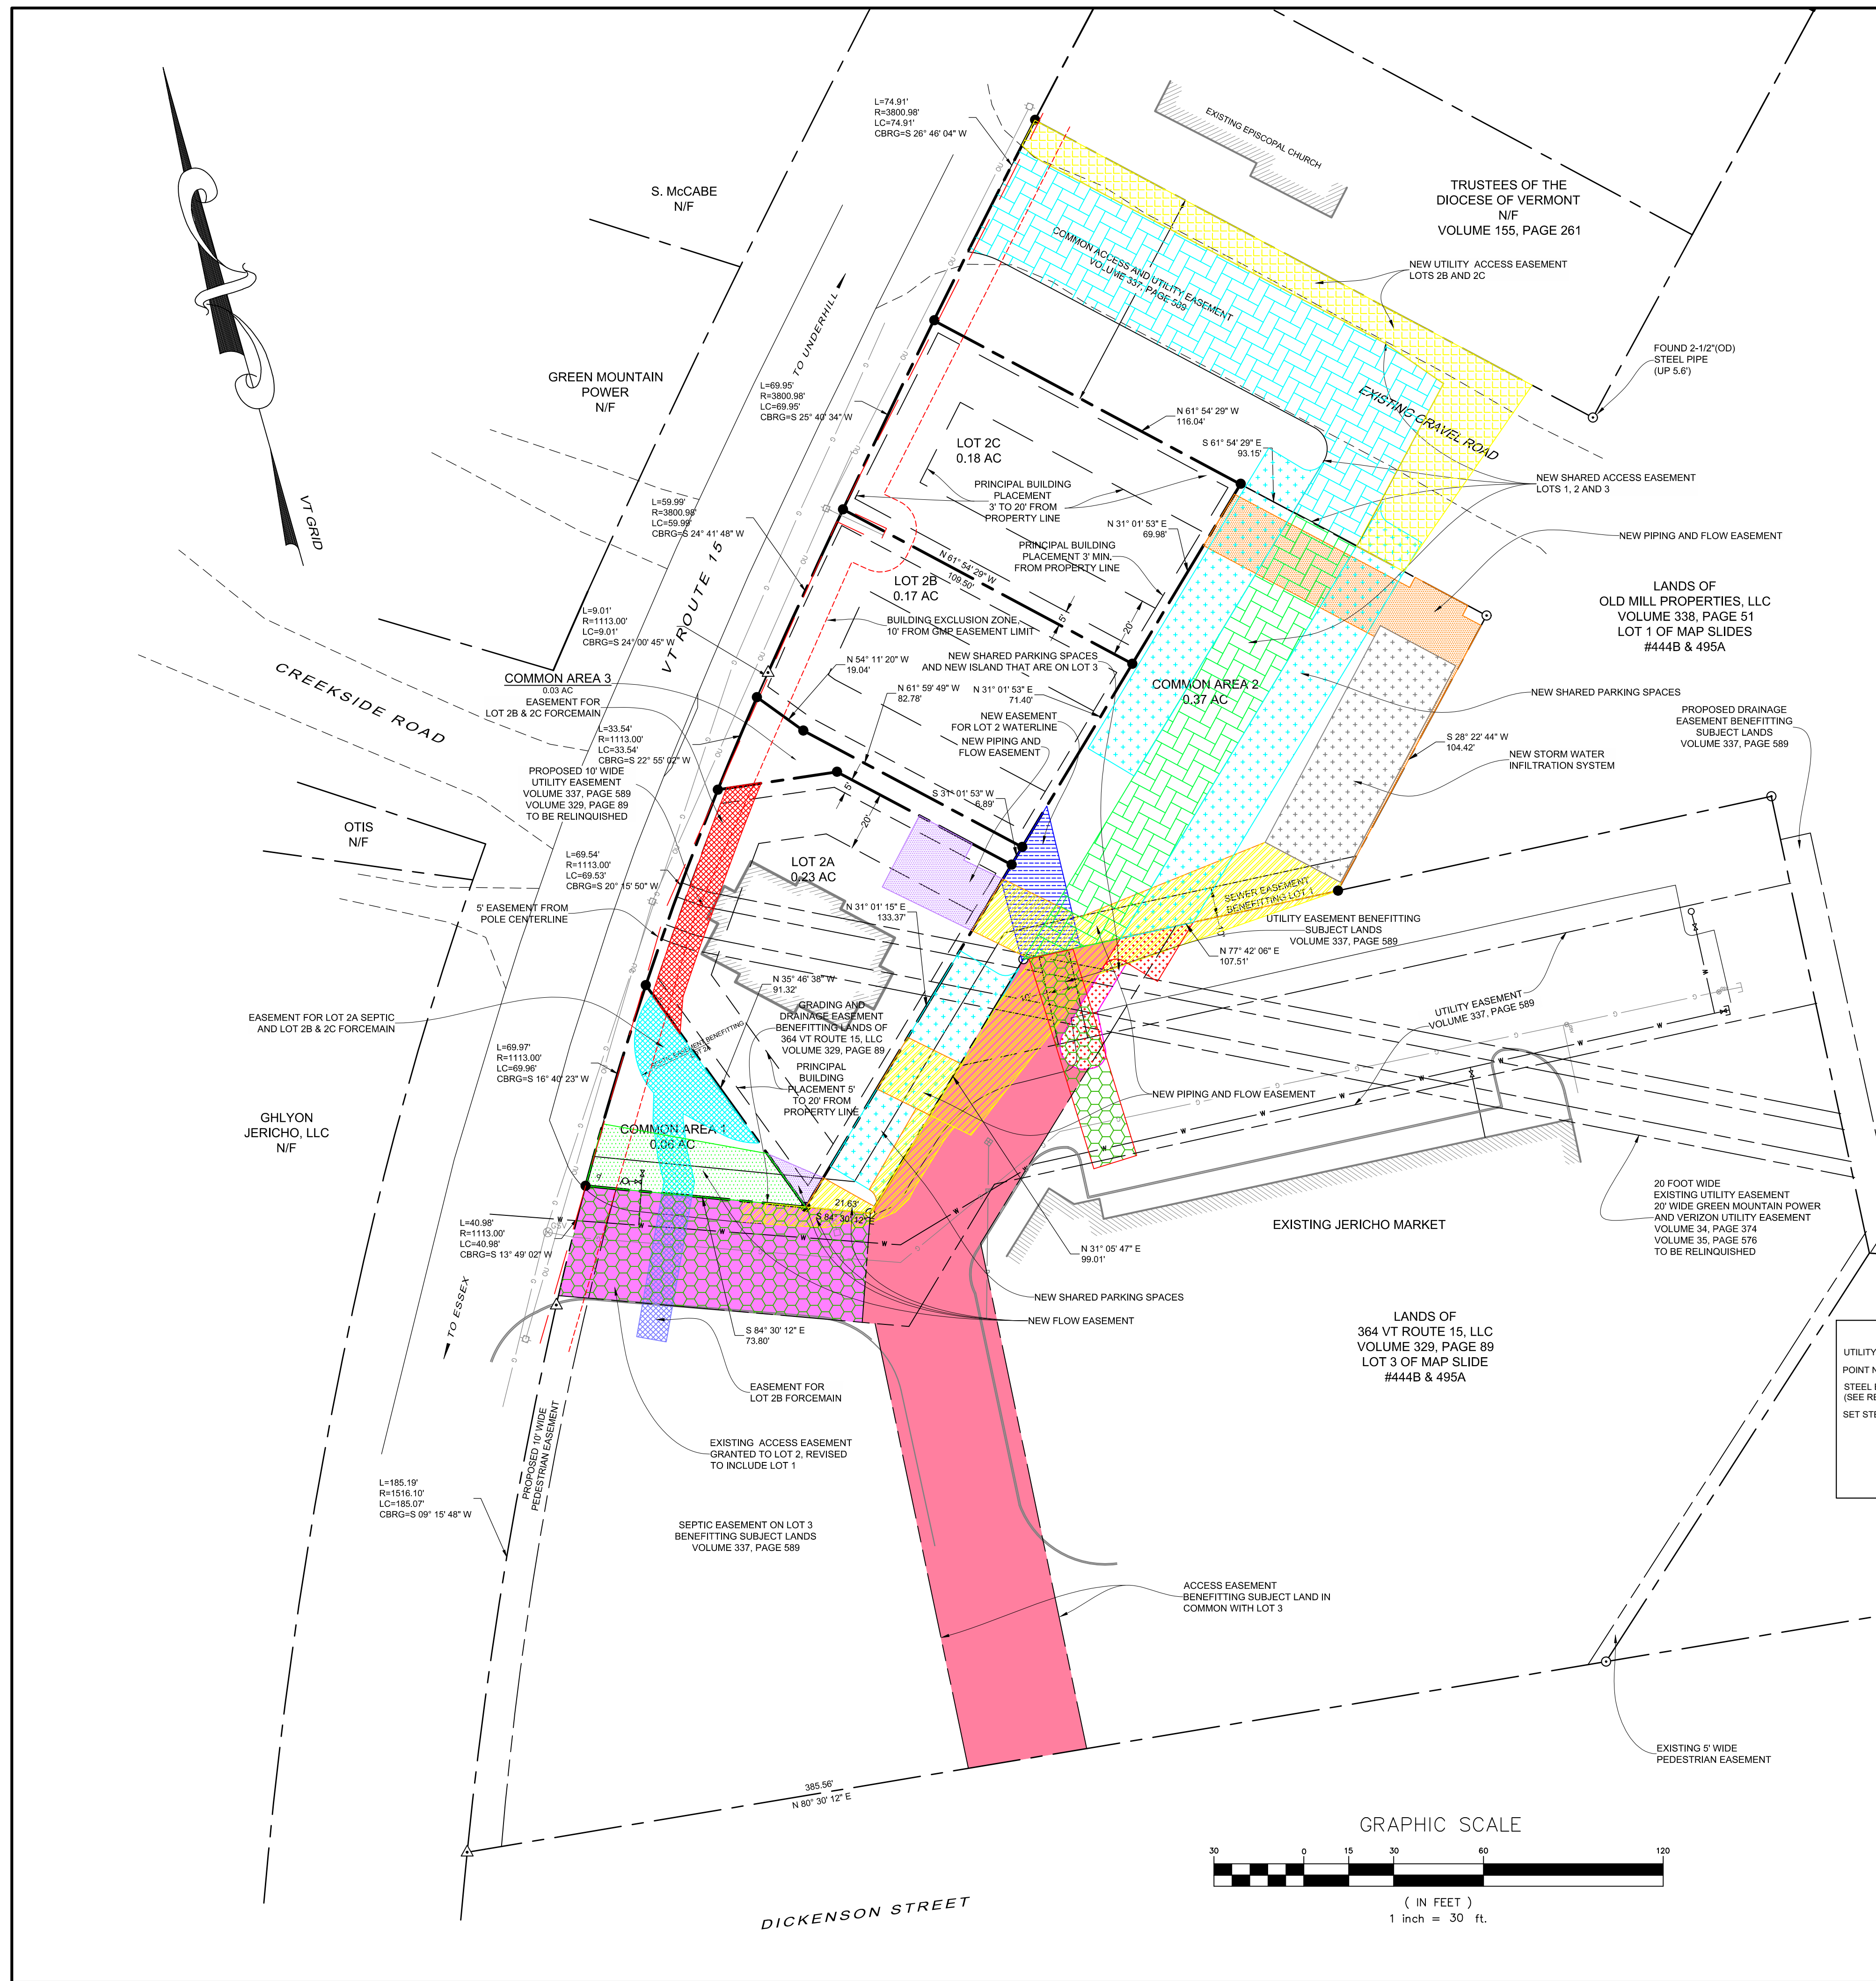 L=74.91'
R=3800.98'
LC=74.91'
CBRG=S 26° 46' 04" W
EXISTING EPISCOPAL CHURCH
S. McCABE
N/F
TRUSTEES OF THE
DIOCESE OF VERMONT
N/F
VOLUME 155, PAGE 261
COMMON ACCESS AND UTILITY EASEMENT
VOLUME 337, PAGE 589
NEW UTILITY ACCESS EASEMENT
LOTS 2B AND 2C
TO UNDERHILL
FOUND 2-1/2"(OD)
STEEL PIPE
(UP 5.6')
GREEN MOUNTAIN
POWER
N/F
L=69.95'
R=3800.98'
LC=69.95'
CBRG=S 25° 40' 34" W
EXISTING GRAVEL ROAD
N 61° 54' 29" W
116.04'
S 61° 54' 29" E
93.15'
LOT 2C
0.18 AC
NEW SHARED ACCESS EASEMENT
LOTS 1, 2 AND 3
PRINCIPAL BUILDING
PLACEMENT
3' TO 20' FROM
PROPERTY LINE
VT GRID
L=59.99'
R=3800.98'
LC=59.99'
CBRG=S 24° 41' 48" W
N 31° 01' 53" E
69.98'
NEW PIPING AND FLOW EASEMENT
PRINCIPAL BUILDING
PLACEMENT 3' MIN.
FROM PROPERTY LINE
N 61° 54' 29" W
109.50'
LOT 2B
0.17 AC
LANDS OF
OLD MILL PROPERTIES, LLC
VOLUME 338, PAGE 51
LOT 1 OF MAP SLIDES
#444B & 495A
VT ROUTE 15
L=9.01'
R=1113.00'
LC=9.01'
CBRG=S 24° 00' 45" W
BUILDING EXCLUSION ZONE,
10' FROM GMP EASEMENT LIMIT
5'
20'
CREEKSIDE ROAD
N 54° 11' 20" W
19.04'
NEW SHARED PARKING SPACES
AND NEW ISLAND THAT ARE ON LOT 3
COMMON AREA 3
0.03 AC
EASEMENT FOR
LOT 2B & 2C FORCEMAIN
N 61° 59' 49" W
82.78'
N 31° 01' 53" E
71.40'
COMMON AREA 2
0.37 AC
NEW SHARED PARKING SPACES
PROPOSED DRAINAGE
EASEMENT BENEFITTING
SUBJECT LANDS
VOLUME 337, PAGE 589
NEW EASEMENT
FOR LOT 2 WATERLINE
NEW PIPING AND
FLOW EASEMENT
L=33.54'
R=1113.00'
LC=33.54'
CBRG=S 22° 55' 02" W
S 28° 22' 44" W
104.42'
NEW STORM WATER
INFILTRATION SYSTEM
PROPOSED 10' WIDE
UTILITY EASEMENT
VOLUME 337, PAGE 589
VOLUME 329, PAGE 89
TO BE RELINQUISHED
5'
20'
S 31° 01' 53" W
6.89'
OTIS
N/F
LOT 2A
0.23 AC
L=69.54'
R=1113.00'
LC=69.53'
CBRG=S 20° 15' 50" W
SEWER EASEMENT
BENEFITTING LOT 1
5' EASEMENT FROM
POLE CENTERLINE
N 31° 01' 15" E
133.37'
UTILITY EASEMENT BENEFITTING
SUBJECT LANDS
VOLUME 337, PAGE 589
N 77° 42' 06" E
107.51'
N 35° 46' 38" W
91.32'
GRADING AND
DRAINAGE EASEMENT
BENEFITTING LANDS OF
364 VT ROUTE 15, LLC
VOLUME 329, PAGE 89
UTILITY EASEMENT
VOLUME 337, PAGE 589
EASEMENT FOR LOT 2A SEPTIC
AND LOT 2B & 2C FORCEMAIN
L=69.97'
R=1113.00'
LC=69.96'
CBRG=S 16° 40' 23" W
PRINCIPAL
BUILDING
PLACEMENT 5'
TO 20' FROM
PROPERTY LINE
NEW PIPING AND FLOW EASEMENT
GHLYON
JERICHO, LLC
N/F
COMMON AREA 1
0.06 AC
20 FOOT WIDE
EXISTING UTILITY EASEMENT
20' WIDE GREEN MOUNTAIN POWER
AND VERIZON UTILITY EASEMENT
VOLUME 34, PAGE 374
VOLUME 35, PAGE 576
TO BE RELINQUISHED
21.63'
S 84° 30' 12" E
EXISTING JERICHO MARKET
L=40.98'
R=1113.00'
LC=40.98'
CBRG=S 13° 49' 02" W
GSV
N 31° 05' 47" E
99.01'
TO ESSEX
NEW SHARED PARKING SPACES
NEW FLOW EASEMENT
S 84° 30' 12" E
73.80'
LANDS OF
364 VT ROUTE 15, LLC
VOLUME 329, PAGE 89
LOT 3 OF MAP SLIDE
#444B & 495A
UTILITY
POINT N
STEEL
(SEE RE
SET STE
EASEMENT FOR
LOT 2B FORCEMAIN
PROPOSED 10' WIDE
PEDESTRIAN EASEMENT
EXISTING ACCESS EASEMENT
GRANTED TO LOT 2, REVISED
TO INCLUDE LOT 1
L=185.19'
R=1516.10'
LC=185.07'
CBRG=S 09° 15' 48" W
SEPTIC EASEMENT ON LOT 3
BENEFITTING SUBJECT LANDS
VOLUME 337, PAGE 589
ACCESS EASEMENT
BENEFITTING SUBJECT LAND IN
COMMON WITH LOT 3
EXISTING 5' WIDE
PEDESTRIAN EASEMENT
385.56'
N 80° 30' 12" E
GRAPHIC SCALE
30 0 15 30 60 120
( IN FEET )
1 inch = 30 ft.
DICKENSON STREET